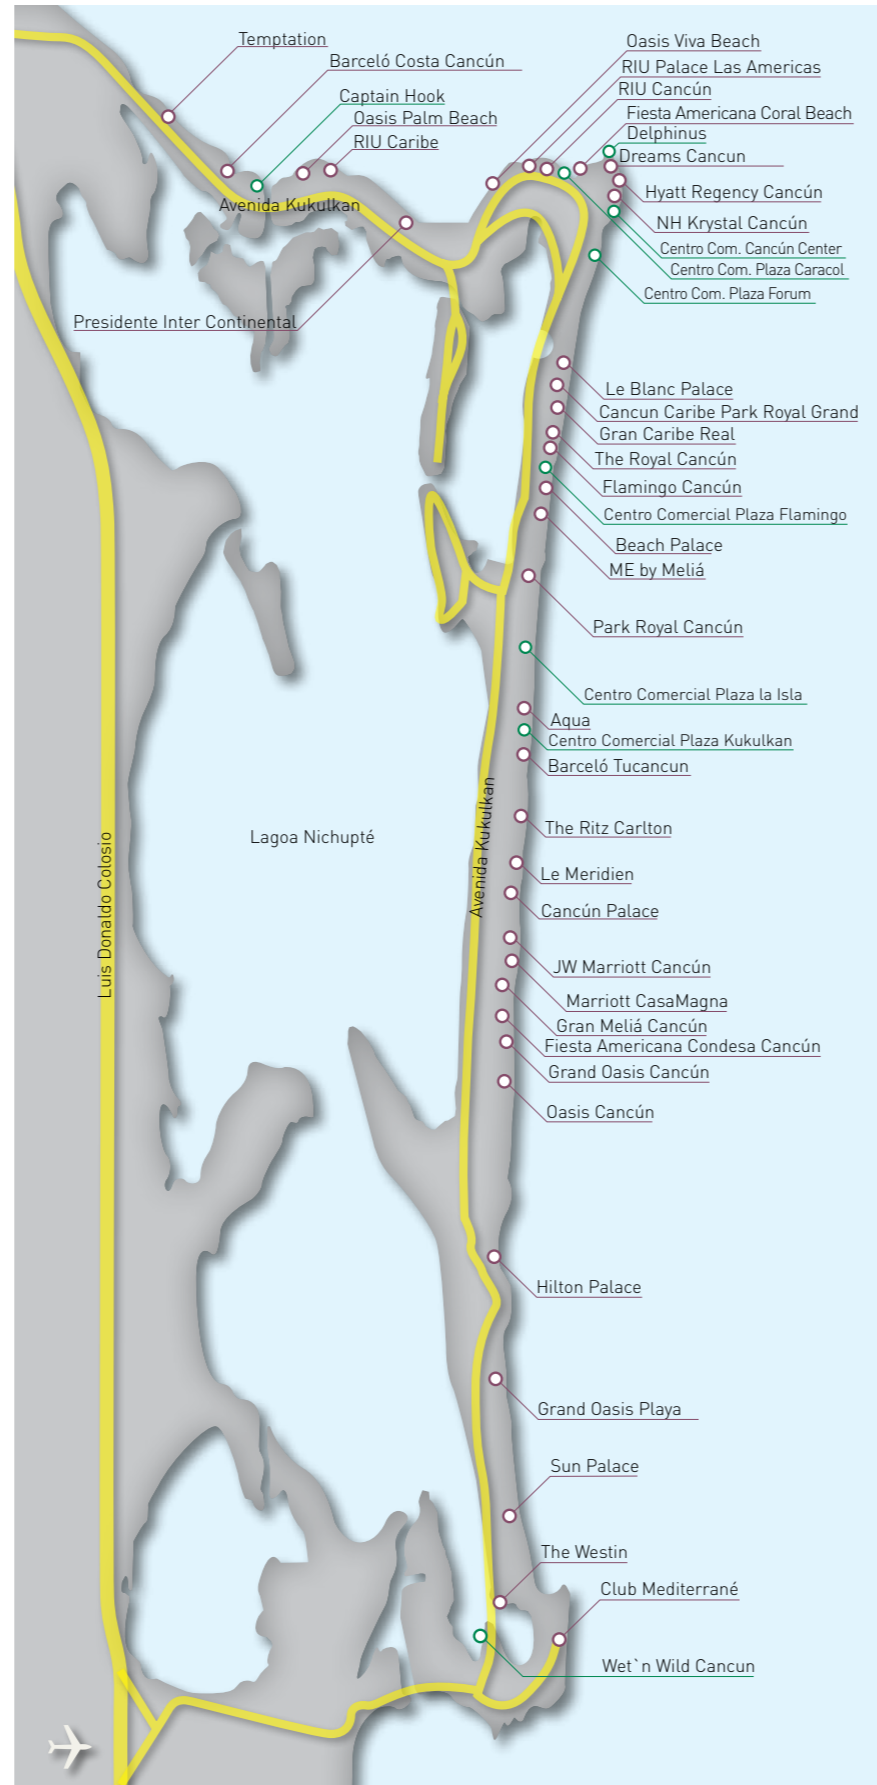 Temptation
Barceló Costa Cancún
Captain Hook
Oasis Palm Beach
RIU Caribe
Avenida Kukulkan
Presidente Inter Continental
Oasis Viva Beach
RIU Palace Las Americas
RIU Cancún
Fiesta Americana Coral Beach
Delphinus
Dreams Cancun
Hyatt Regency Cancún
NH Krystal Cancún
Centro Com. Cancún Center
Centro Com. Plaza Caracol
Centro Com. Plaza Forum
Le Blanc Palace
Cancun Caribe Park Royal Grand
Gran Caribe Real
The Royal Cancún
Flamingo Cancún
Centro Comercial Plaza Flamingo
Beach Palace
ME by Meliá
Park Royal Cancún
Centro Comercial Plaza la Isla
Aqua
Centro Comercial Plaza Kukulkan
Barceló Tucancun
The Ritz Carlton
Lagoa Nichupté
Avenida Kukulkan
Luis Donaldo Colosio
Le Meridien
Cancún Palace
JW Marriott Cancún
Marriott CasaMagna
Gran Meliá Cancún
Fiesta Americana Condesa Cancún
Grand Oasis Cancún
Oasis Cancún
Hilton Palace
Grand Oasis Playa
Sun Palace
The Westin
Club Mediterrané
Wet`n Wild Cancun